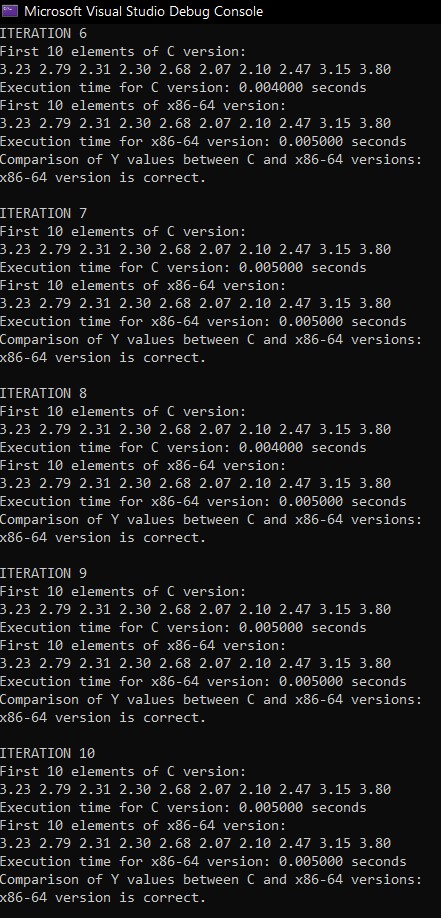 Microsoft Visual Studio Debug Console
ITERATION 6
First 10 elements of C version:
3.23 2.79 2.31 2.30 2.68 2.07 2.10 2.47 3.15 3.80
Execution time for C version: 0.004000 seconds
First 10 elements of x86-64 version:
3.23 2.79 2.31 2.30 2.68 2.07 2.10 2.47 3.15 3.80
Execution time for x86-64 version: 0.005000 seconds
Comparison of Y values between C and x86-64 versions:
x86-64 version is correct.

ITERATION 7
First 10 elements of C version:
3.23 2.79 2.31 2.30 2.68 2.07 2.10 2.47 3.15 3.80
Execution time for C version: 0.005000 seconds
First 10 elements of x86-64 version:
3.23 2.79 2.31 2.30 2.68 2.07 2.10 2.47 3.15 3.80
Execution time for x86-64 version: 0.005000 seconds
Comparison of Y values between C and x86-64 versions:
x86-64 version is correct.

ITERATION 8
First 10 elements of C version:
3.23 2.79 2.31 2.30 2.68 2.07 2.10 2.47 3.15 3.80
Execution time for C version: 0.004000 seconds
First 10 elements of x86-64 version:
3.23 2.79 2.31 2.30 2.68 2.07 2.10 2.47 3.15 3.80
Execution time for x86-64 version: 0.005000 seconds
Comparison of Y values between C and x86-64 versions:
x86-64 version is correct.

ITERATION 9
First 10 elements of C version:
3.23 2.79 2.31 2.30 2.68 2.07 2.10 2.47 3.15 3.80
Execution time for C version: 0.005000 seconds
First 10 elements of x86-64 version:
3.23 2.79 2.31 2.30 2.68 2.07 2.10 2.47 3.15 3.80
Execution time for x86-64 version: 0.005000 seconds
Comparison of Y values between C and x86-64 versions:
x86-64 version is correct.

ITERATION 10
First 10 elements of C version:
3.23 2.79 2.31 2.30 2.68 2.07 2.10 2.47 3.15 3.80
Execution time for C version: 0.005000 seconds
First 10 elements of x86-64 version:
3.23 2.79 2.31 2.30 2.68 2.07 2.10 2.47 3.15 3.80
Execution time for x86-64 version: 0.005000 seconds
Comparison of Y values between C and x86-64 versions:
x86-64 version is correct.